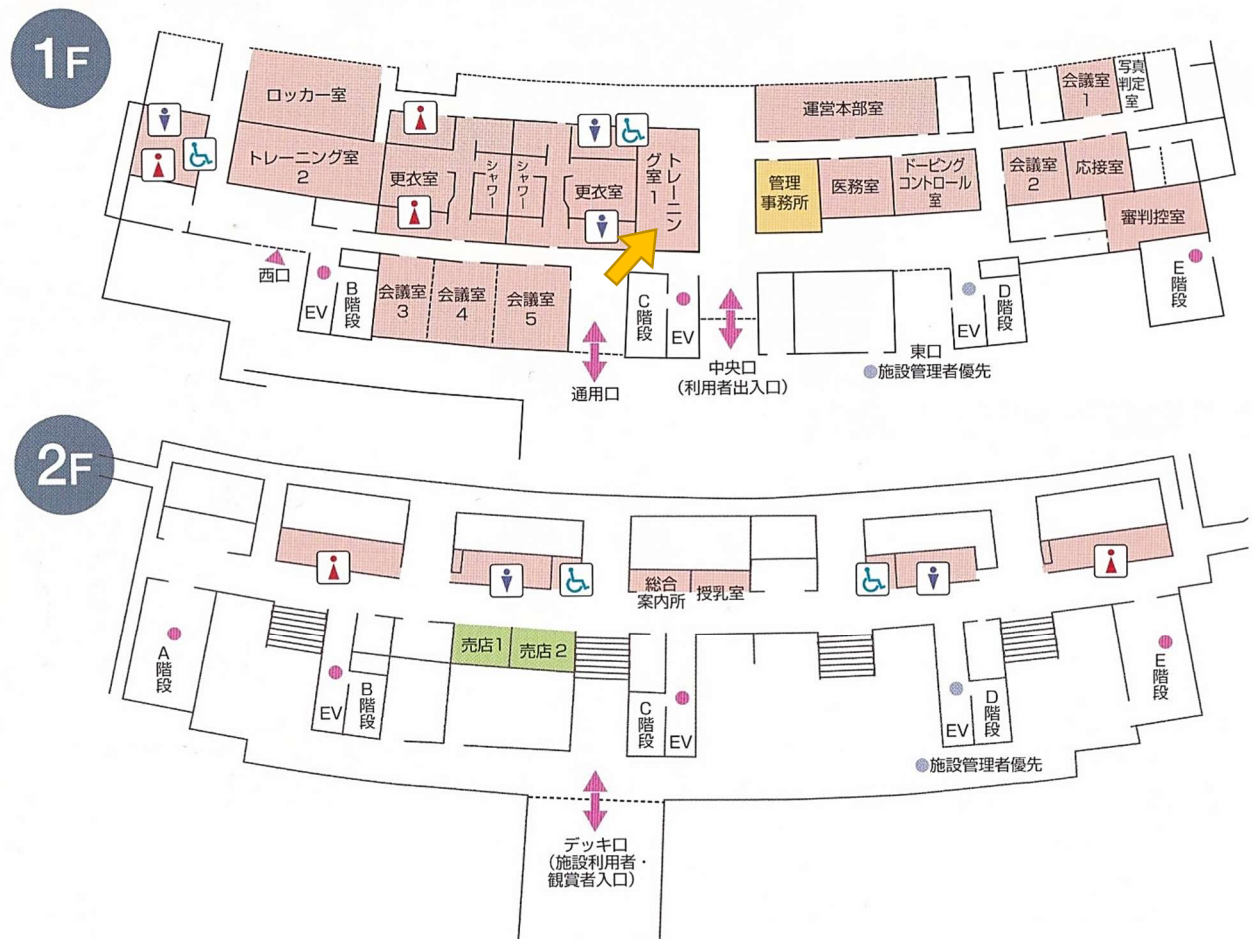 1F
ロッカー室
トレーニング室
2
更衣室
シャワー
シャワー
更衣室
トレーニン
グ室1
運営本部室
会議室
1
写真
判定
室
管理
事務所
医務室
ドーピング
コントロール
室
会議室
2
応接室
審判控室
西口
EV
B階段
会議室
3
会議室
4
会議室
5
通用口
C階段
EV
中央口
(利用者出入口)
東口
施設管理者優先
EV
D階段
E階段
2F
総合
案内所
授乳室
売店1
売店2
A階段
EV
B階段
C階段
EV
EV
D階段
E階段
施設管理者優先
デッキ口
(施設利用者・
観賞者入口)